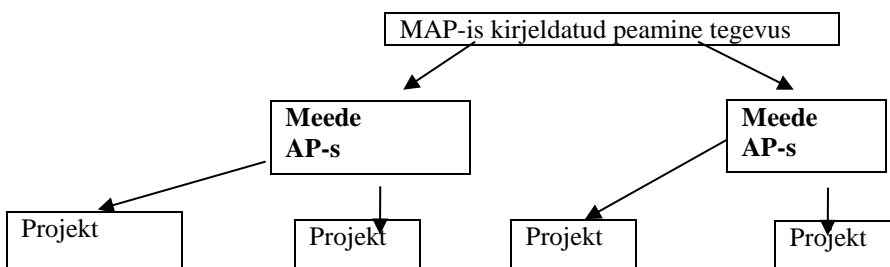 MAP-is kirjeldatud peamine tegevus
Meede
AP-s
Meede
AP-s
Projekt
Projekt
Projekt
Projekt